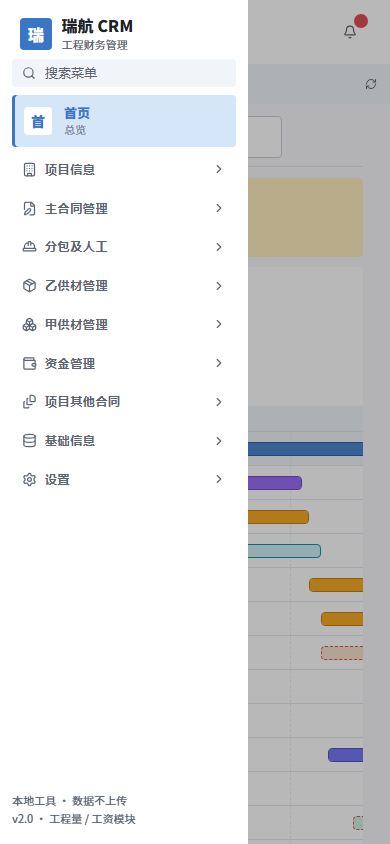 瑞
瑞航 CRM
工程财务管理
搜索菜单
首
首页
总览
项目信息
主合同管理
分包及人工
乙供材管理
甲供材管理
资金管理
项目其他合同
基础信息
设置
本地工具 · 数据不上传
v2.0 · 工程量 / 工资模块